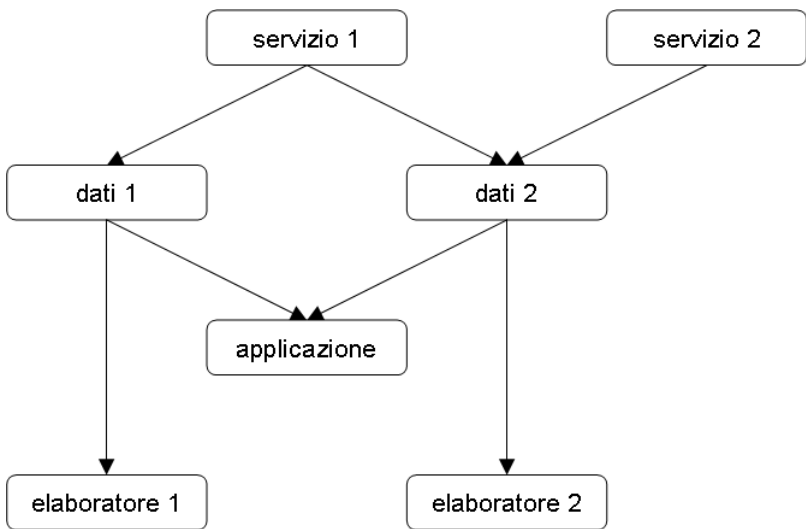 servizio 1
servizio 2
dati 1
dati 2
applicazione
elaboratore 1
elaboratore 2